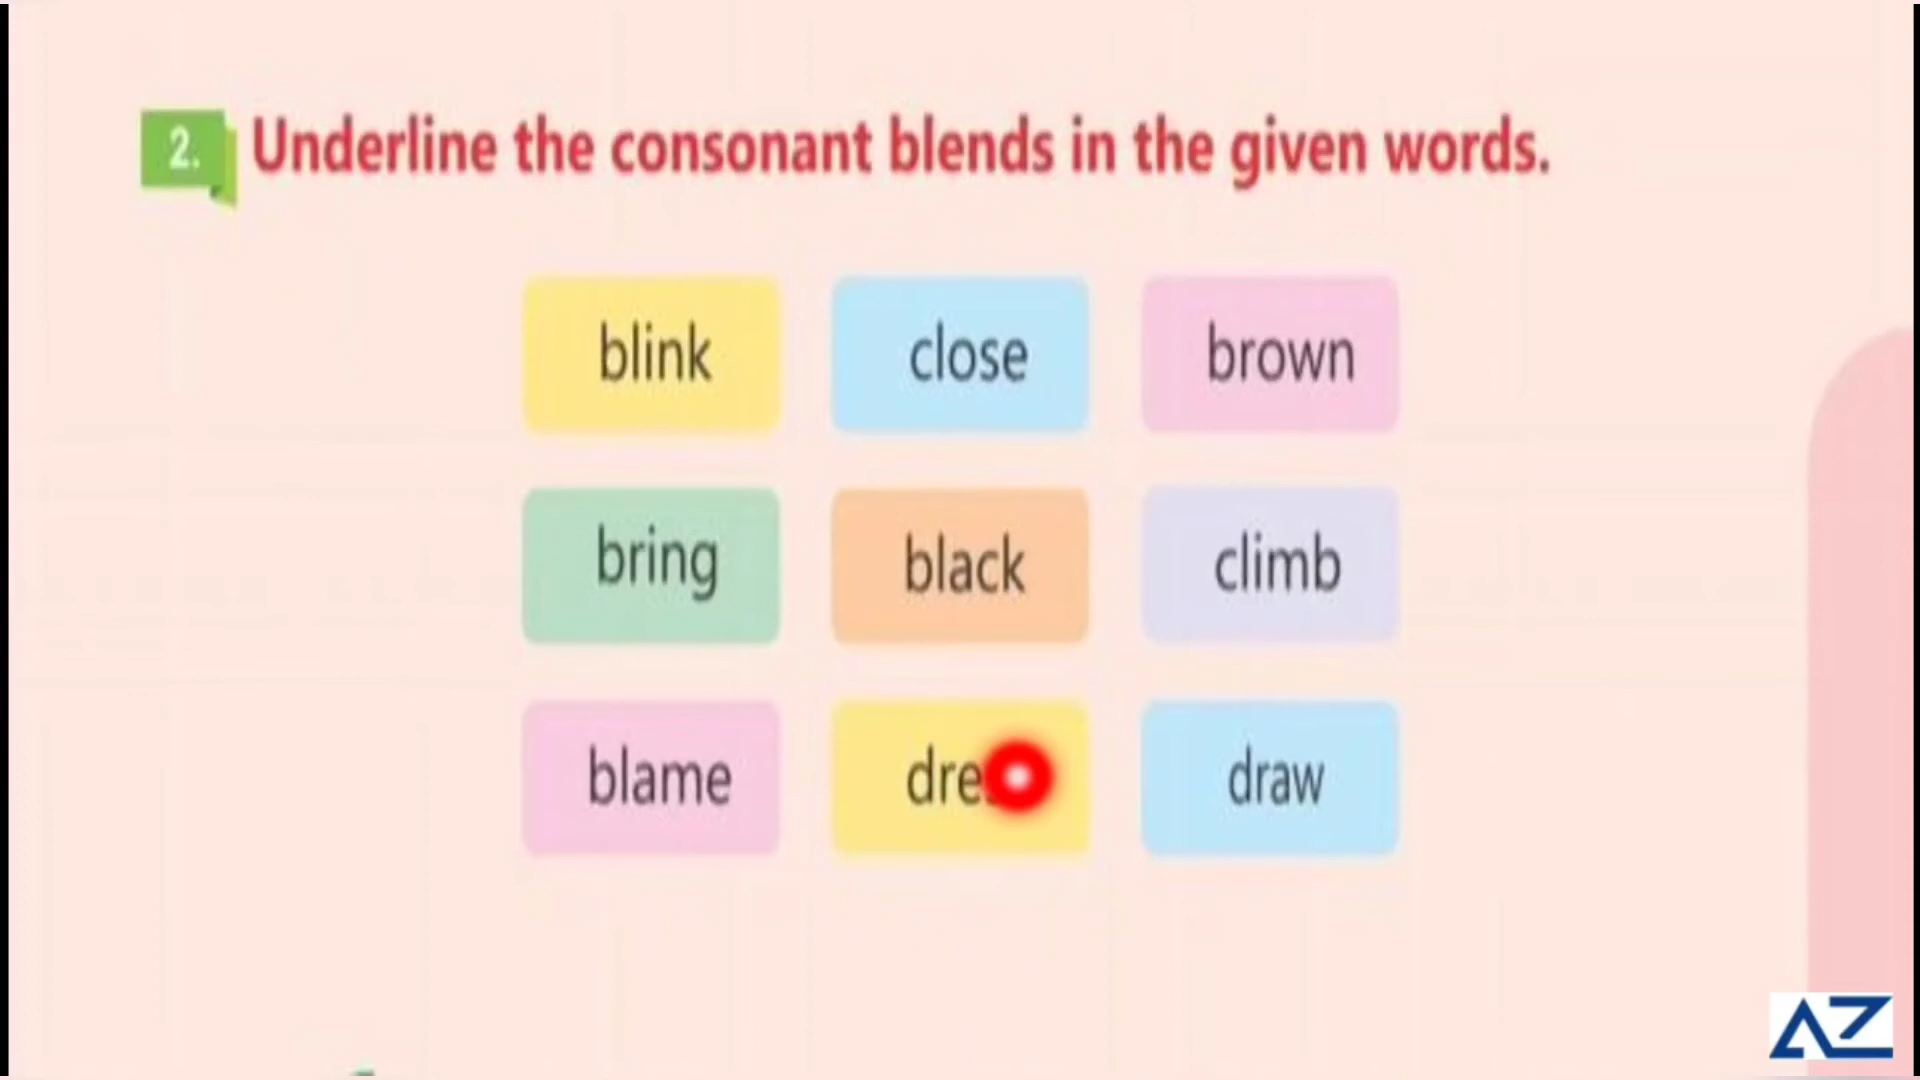 2. Underline the consonant blends in the given words.
blink close brown
bring black climb
blame draw
AZ